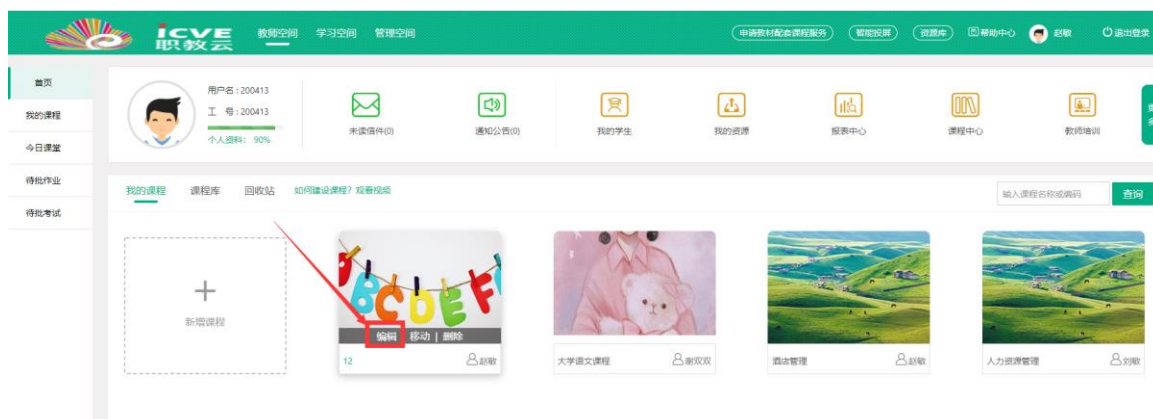 icve
职教云
教师空间 学习空间 管理空间
申请教材配套课程服务 智能投屏 资源库 帮助中心 赵敏 退出登录
首页
我的课程
今日课堂
待批作业
待批考试
用户名:200413
工 号:200413
个人资料: 90%
未读信件(0)
通知公告(0)
我的学生
我的资源
报表中心
课程中心
教师培训
我的课程 课程库 回收站 如何建设课程?观看视频
输入课程名称或编码 查询
新增课程
BCDEF
编辑 移动 | 删除
12 赵敏
大学语文课程 谢双双
酒店管理 赵敏
人力资源管理 刘敏